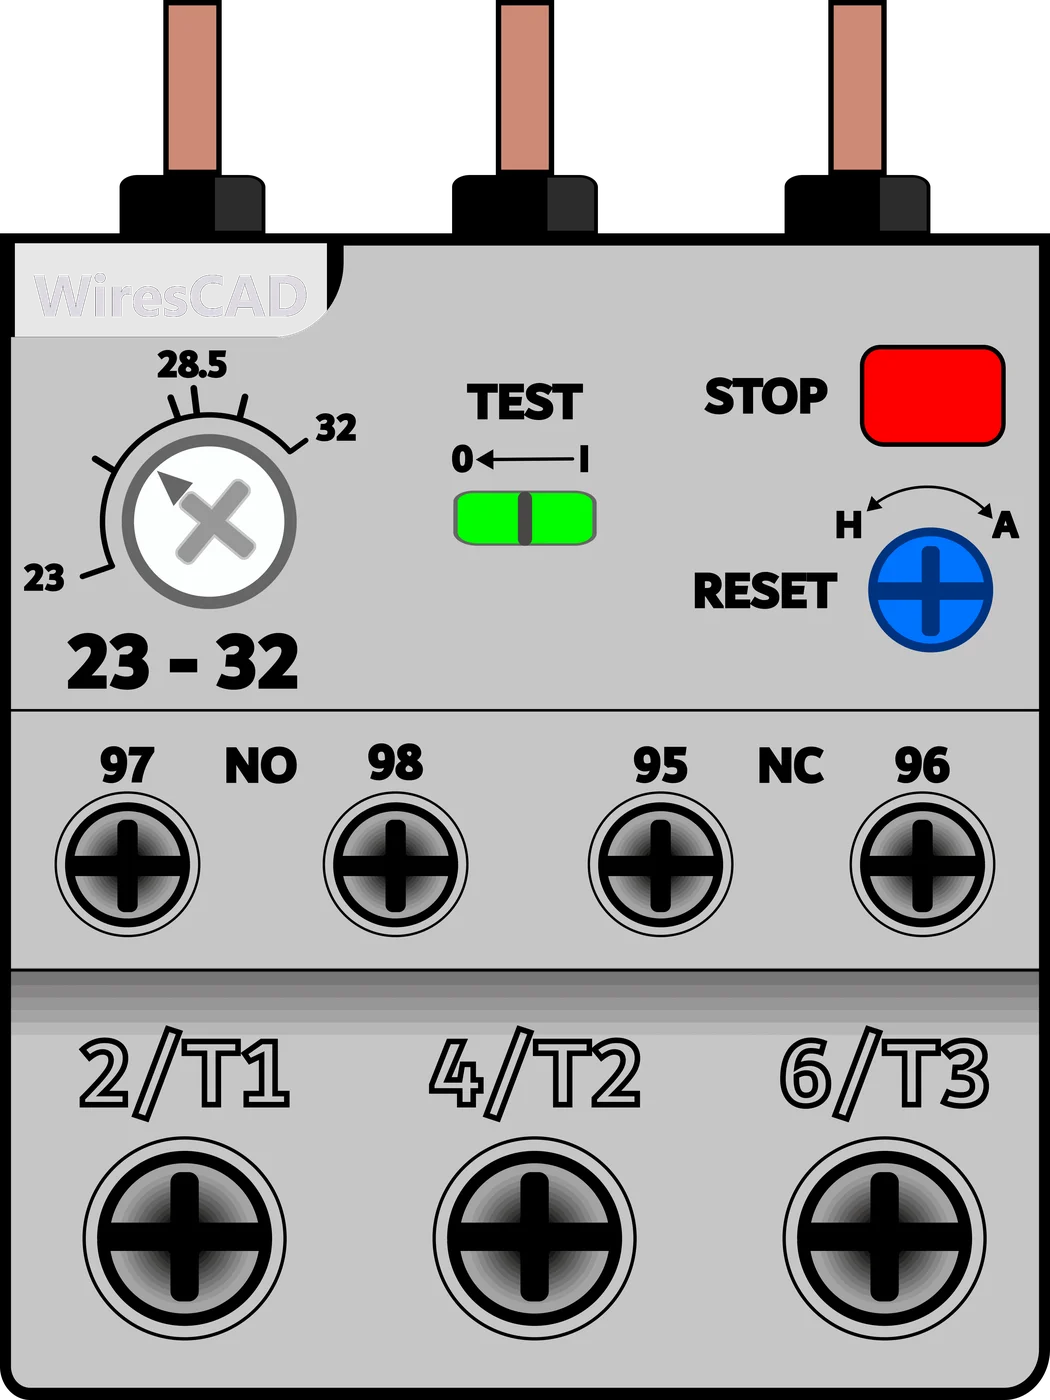 WiresCAD
28.5
32
23
23 - 32
TEST
0 I
STOP
H A
RESET
97 NO 98 95 NC 96
2/T1 4/T2 6/T3